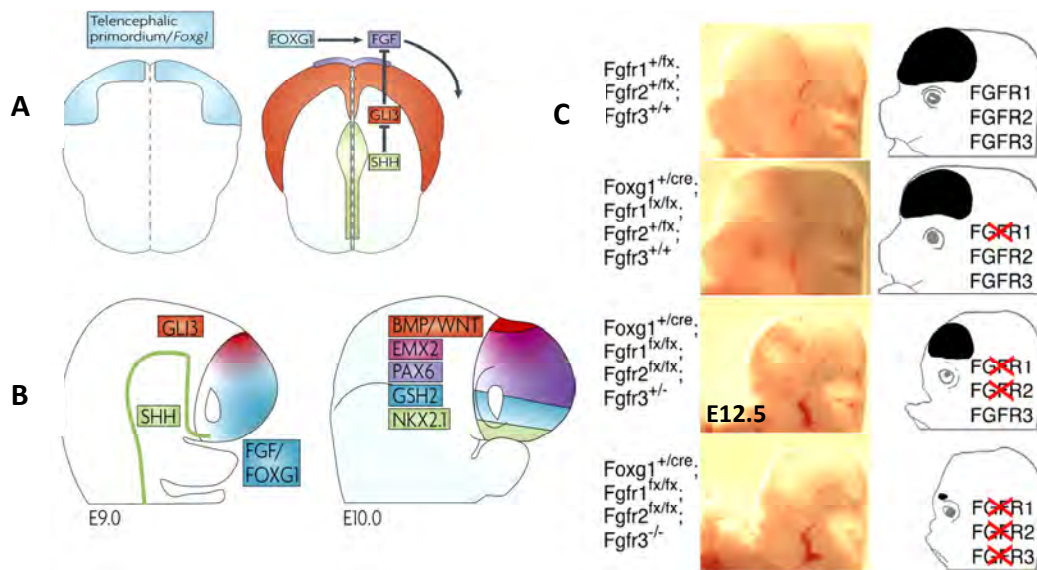 A
Telencephalic
primordium/Foxg1
FOXG1
FGF
GLI3
SHH
B
GLI3
SHH
FGF/
FOXG1
E9.0
BMP/WNT
EMX2
PAX6
GSH2
NKX2.1
E10.0
C
Fgfr1+/fx;
Fgfr2+/fx;
Fgfr3+/+
FGFR1
FGFR2
FGFR3
Foxg1+/cre;
Fgfr1fx/fx;
Fgfr2+/fx;
Fgfr3+/+
FGFR1
FGFR2
FGFR3
Foxg1+/cre;
Fgfr1fx/fx;
Fgfr2fx/fx;
Fgfr3+/-
E12.5
FGFR1
FGFR2
FGFR3
Foxg1+/cre;
Fgfr1fx/fx;
Fgfr2fx/fx;
Fgfr3-/-
FGFR1
FGFR2
FGFR3